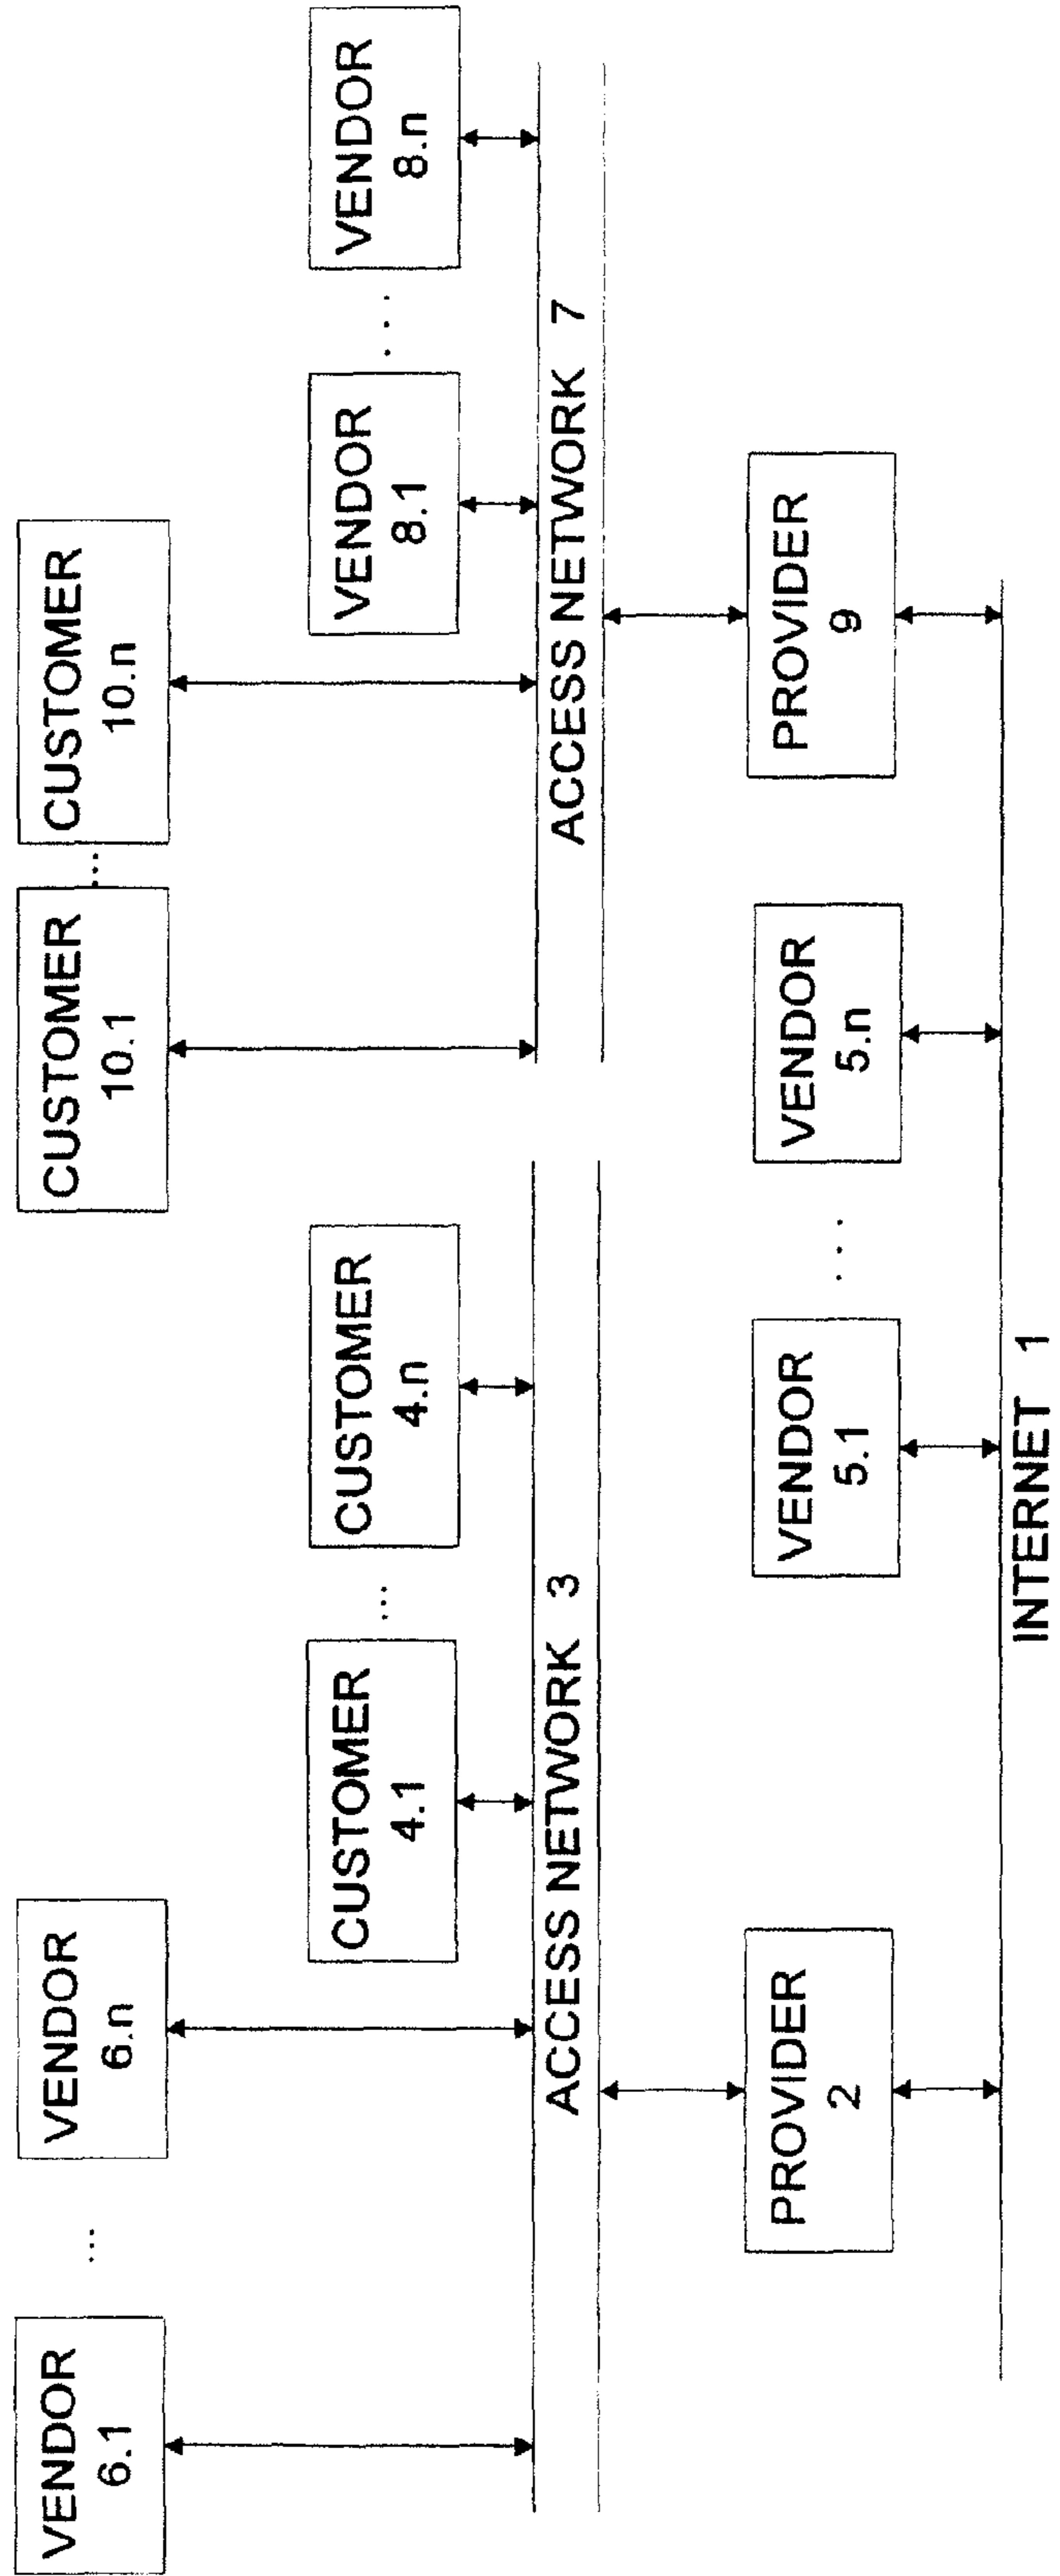 VENDOR
6.1
...
VENDOR
6.n
CUSTOMER
10.1
...
CUSTOMER
10.n
CUSTOMER
4.1
...
CUSTOMER
4.n
VENDOR
8.1
...
VENDOR
8.n
ACCESS NETWORK 3
ACCESS NETWORK 7
PROVIDER
2
VENDOR
5.1
...
VENDOR
5.n
PROVIDER
9
INTERNET 1